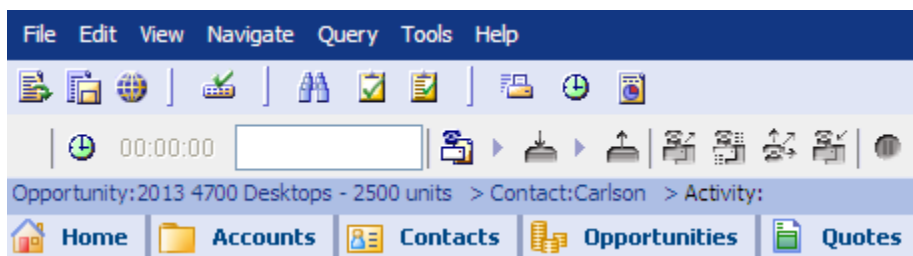 File Edit View Navigate Query Tools Help
00:00:00
Opportunity:2013 4700 Desktops - 2500 units > Contact:Carlson > Activity:
Home Accounts Contacts Opportunities Quotes